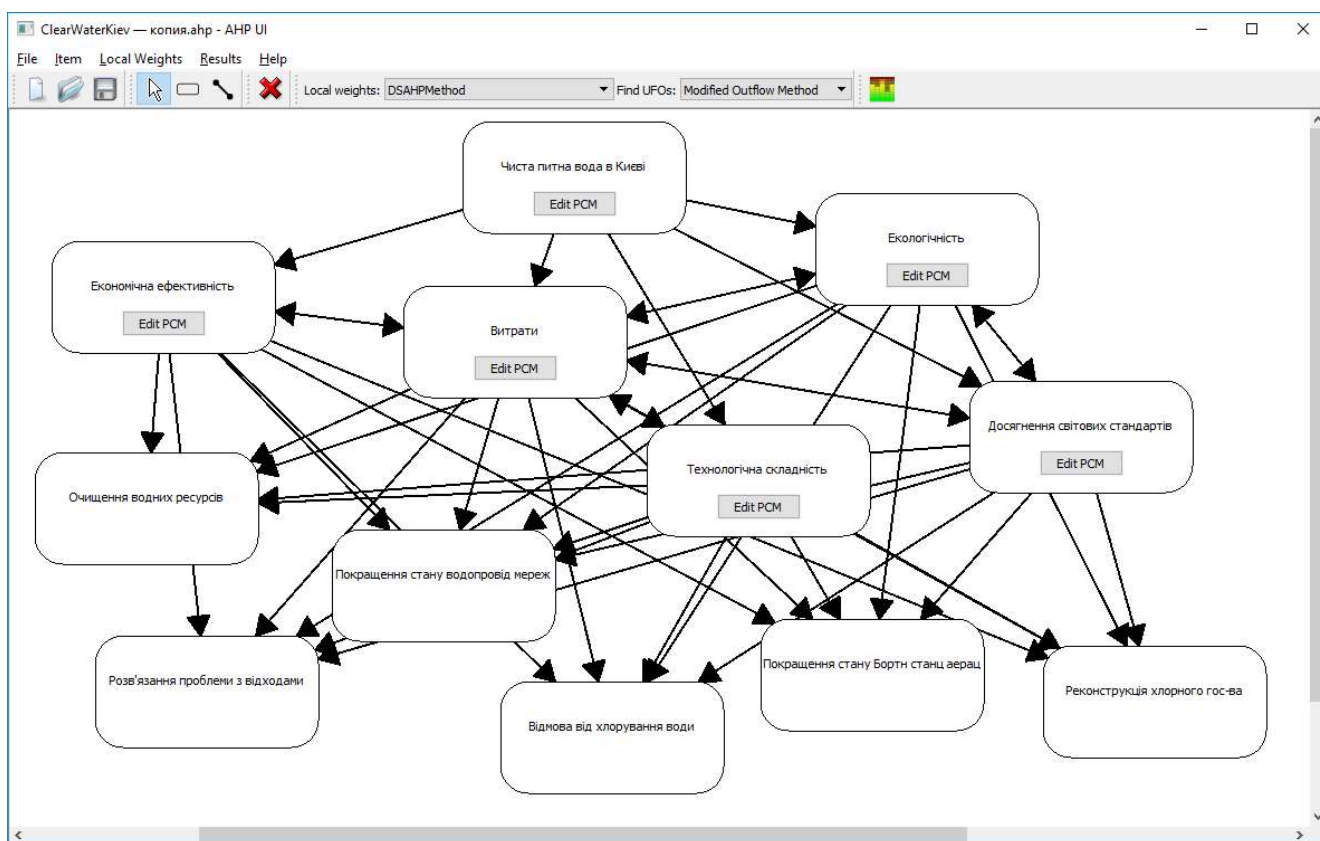 ClearWaterKiev — копия.ahp - AHP UI
File Item Local Weights Results Help
Local weights: DSAHPMethod Find UFOs: Modified Outflow Method
Чиста питна вода в Києві
Edit PCM
Екологічність
Edit PCM
Економічна ефективність
Edit PCM
Витрати
Edit PCM
Досягнення світових стандартів
Edit PCM
Технологічна складність
Edit PCM
Очищення водних ресурсів
Покращення стану водопровід мереж
Розв'язання проблеми з відходами
Відмова від хлорування води
Покращення стану Бортн станц аерац
Реконструкція хлорного гос-ва